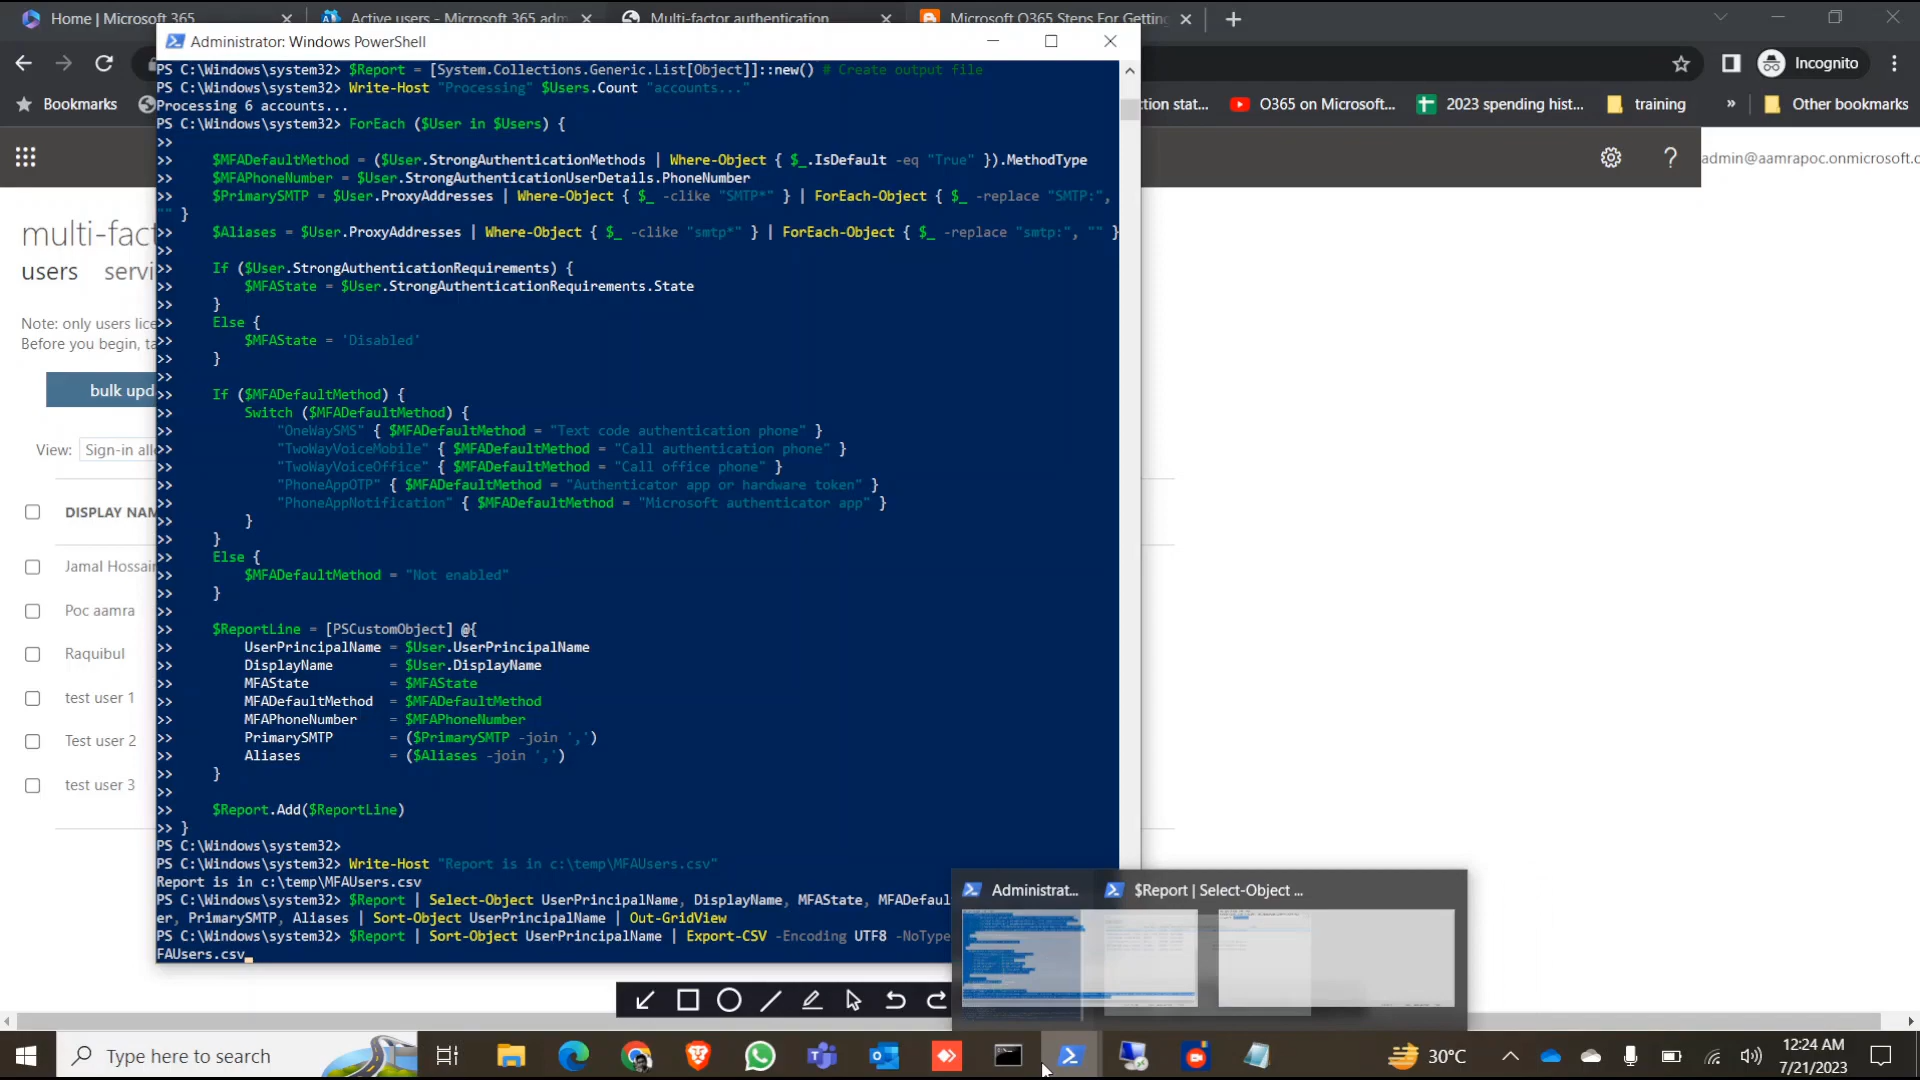 Home | Microsoft 365
Active users - Microsoft 365 adm
Multi-factor authentication
Microsoft O365 Steps For Getting
Administrator: Windows PowerShell
Incognito
Bookmarks
ction stat...
O365 on Microsoft...
2023 spending hist...
training
»
Other bookmarks
PS C:\Windows\system32> $Report = [System.Collections.Generic.List[Object]]::new() # Create output file
PS C:\Windows\system32> Write-Host "Processing" $Users.Count "accounts..."
Processing 6 accounts...
PS C:\Windows\system32> ForEach ($User in $Users) {
>>
>>     $MFADefaultMethod = ($User.StrongAuthenticationMethods | Where-Object { $_.IsDefault -eq "True" }).MethodType
>>     $MFAPhoneNumber = $User.StrongAuthenticationUserDetails.PhoneNumber
>>     $PrimarySMTP = $User.ProxyAddresses | Where-Object { $_ -clike "SMTP*" } | ForEach-Object { $_ -replace "SMTP:",
"" }
>>     $Aliases = $User.ProxyAddresses | Where-Object { $_ -clike "smtp*" } | ForEach-Object { $_ -replace "smtp:", "" }
>>
>>     If ($User.StrongAuthenticationRequirements) {
>>         $MFAState = $User.StrongAuthenticationRequirements.State
>>     }
>>     Else {
>>         $MFAState = 'Disabled'
>>     }
>>
>>     If ($MFADefaultMethod) {
>>         Switch ($MFADefaultMethod) {
>>             "OneWaySMS" { $MFADefaultMethod = "Text code authentication phone" }
>>             "TwoWayVoiceMobile" { $MFADefaultMethod = "Call authentication phone" }
>>             "TwoWayVoiceOffice" { $MFADefaultMethod = "Call office phone" }
>>             "PhoneAppOTP" { $MFADefaultMethod = "Authenticator app or hardware token" }
>>             "PhoneAppNotification" { $MFADefaultMethod = "Microsoft authenticator app" }
>>         }
>>     }
>>     Else {
>>         $MFADefaultMethod = "Not enabled"
>>     }
>>
>>     $ReportLine = [PSCustomObject] @{
>>         UserPrincipalName = $User.UserPrincipalName
>>         DisplayName       = $User.DisplayName
>>         MFAState          = $MFAState
>>         MFADefaultMethod  = $MFADefaultMethod
>>         MFAPhoneNumber    = $MFAPhoneNumber
>>         PrimarySMTP       = ($PrimarySMTP -join ',')
>>         Aliases           = ($Aliases -join ',')
>>     }
>>
>>     $Report.Add($ReportLine)
>> }
PS C:\Windows\system32>
PS C:\Windows\system32> Write-Host "Report is in c:\temp\MFAUsers.csv"
Report is in c:\temp\MFAUsers.csv
PS C:\Windows\system32> $Report | Select-Object UserPrincipalName, DisplayName, MFAState, MFADefaul
er, PrimarySMTP, Aliases | Sort-Object UserPrincipalName | Out-GridView
PS C:\Windows\system32> $Report | Sort-Object UserPrincipalName | Export-CSV -Encoding UTF8 -NoType
FAUsers.csv
admin@aamrapoc.onmicrosoft.c
multi-fac
users servi
Note: only users lice
Before you begin, ta
bulk upd
View: Sign-in all
DISPLAY NAM
Jamal Hossain
Poc aamra
Raquibul
test user 1
Test user 2
test user 3
Administrat...
$Report | Select-Object ...
Type here to search
30°C
12:24 AM
7/21/2023